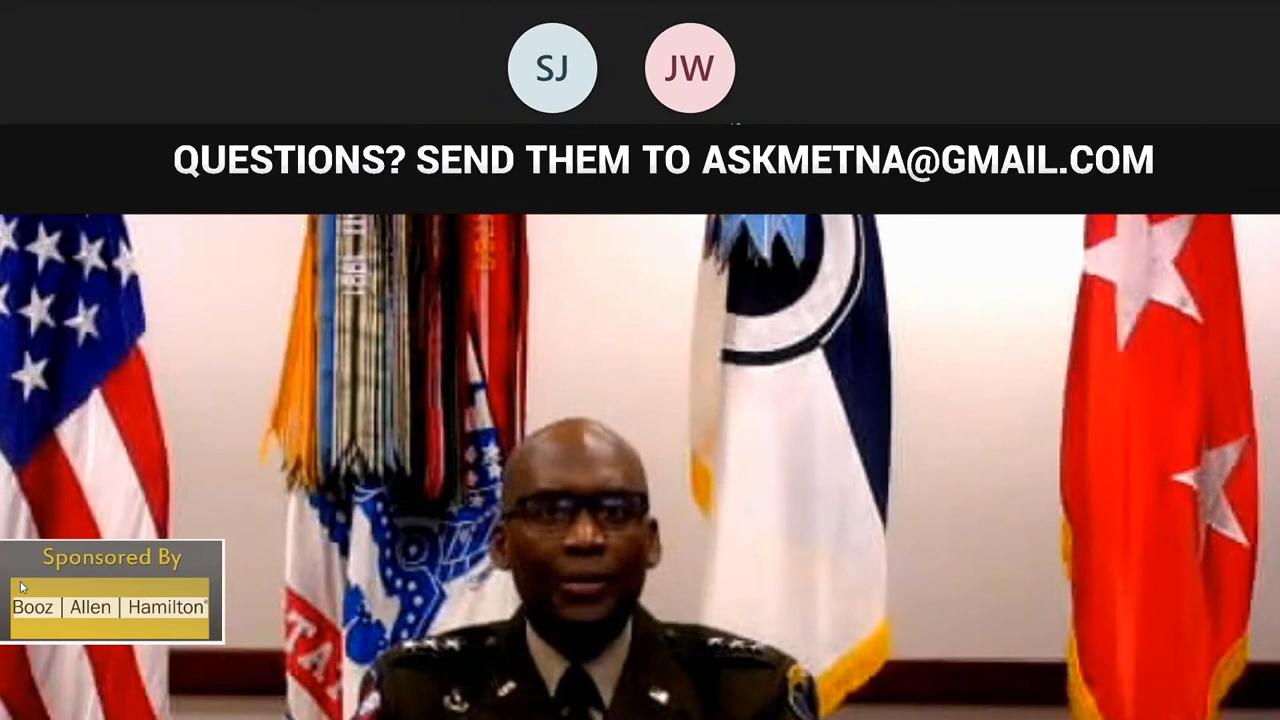 SJ
JW
QUESTIONS? SEND THEM TO ASKMETNA@GMAIL.COM
Sponsored By
Booz | Allen | Hamilton®